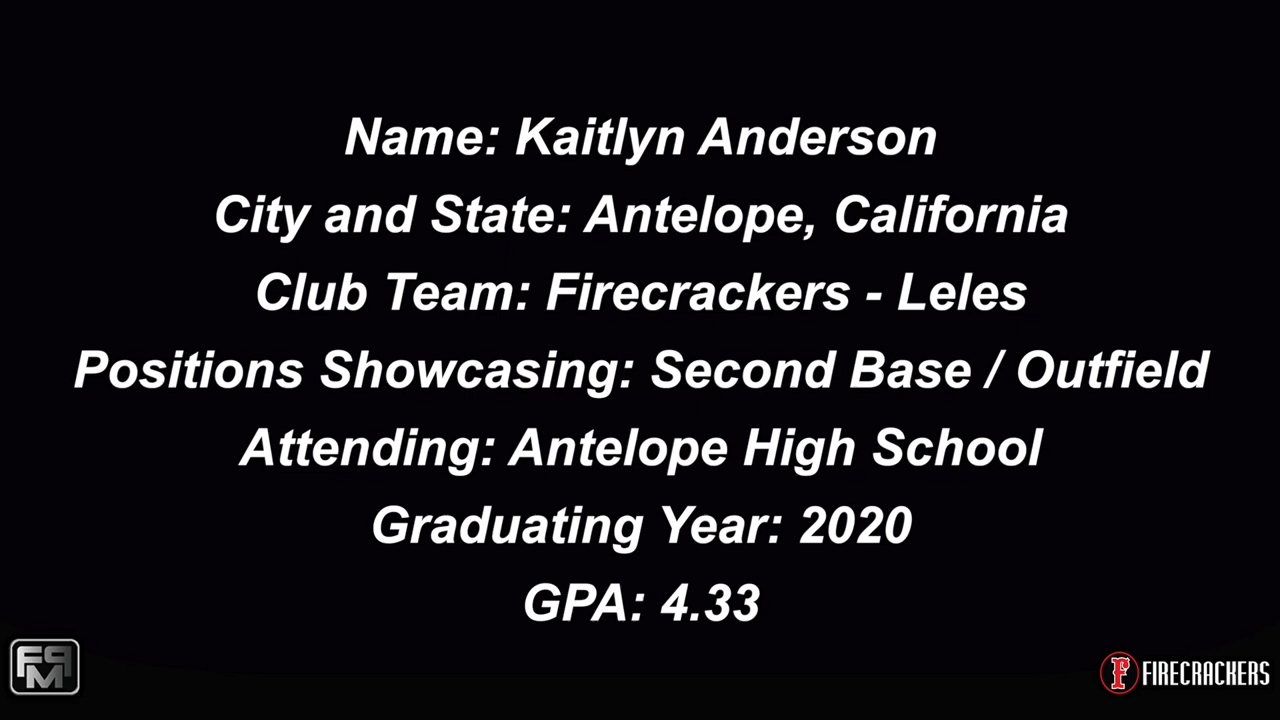 Name: Kaitlyn Anderson
City and State: Antelope, California
Club Team: Firecrackers - Leles
Positions Showcasing: Second Base / Outfield
Attending: Antelope High School
Graduating Year: 2020
GPA: 4.33
FPM
F FIRECRACKERS